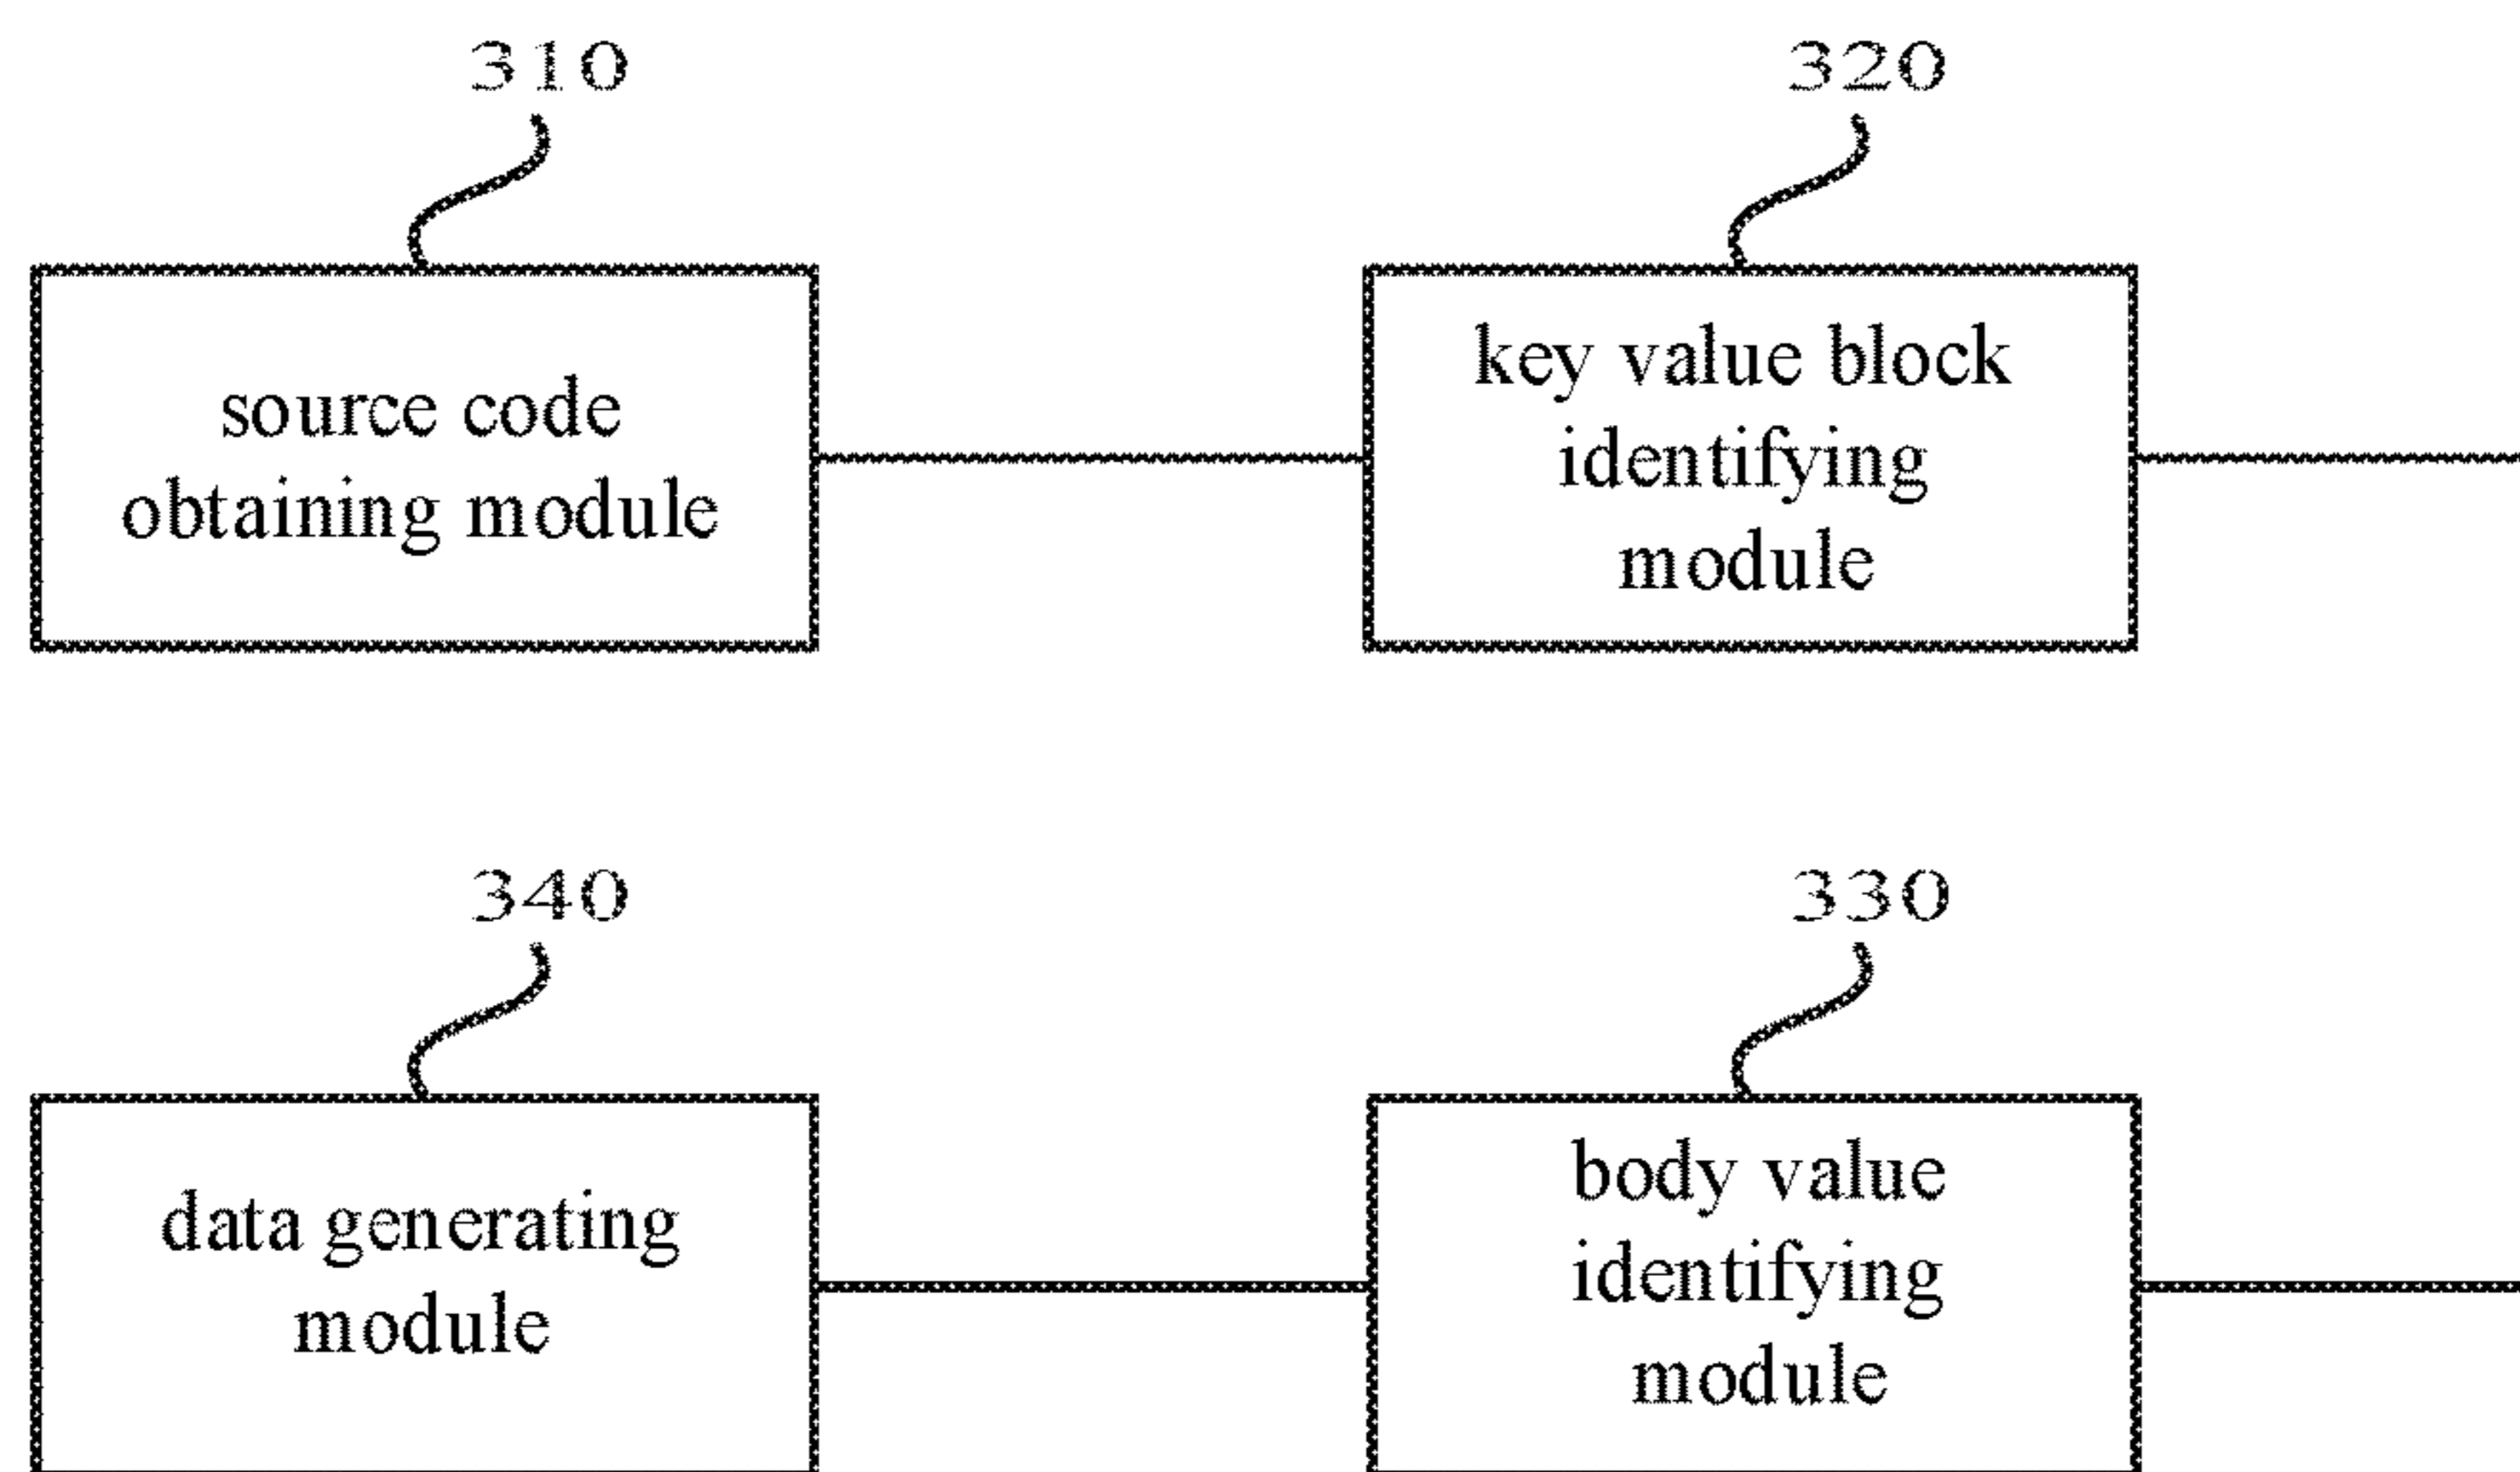 310
source code
obtaining module
320
key value block
identifying
module
340
data generating
module
330
body value
identifying
module